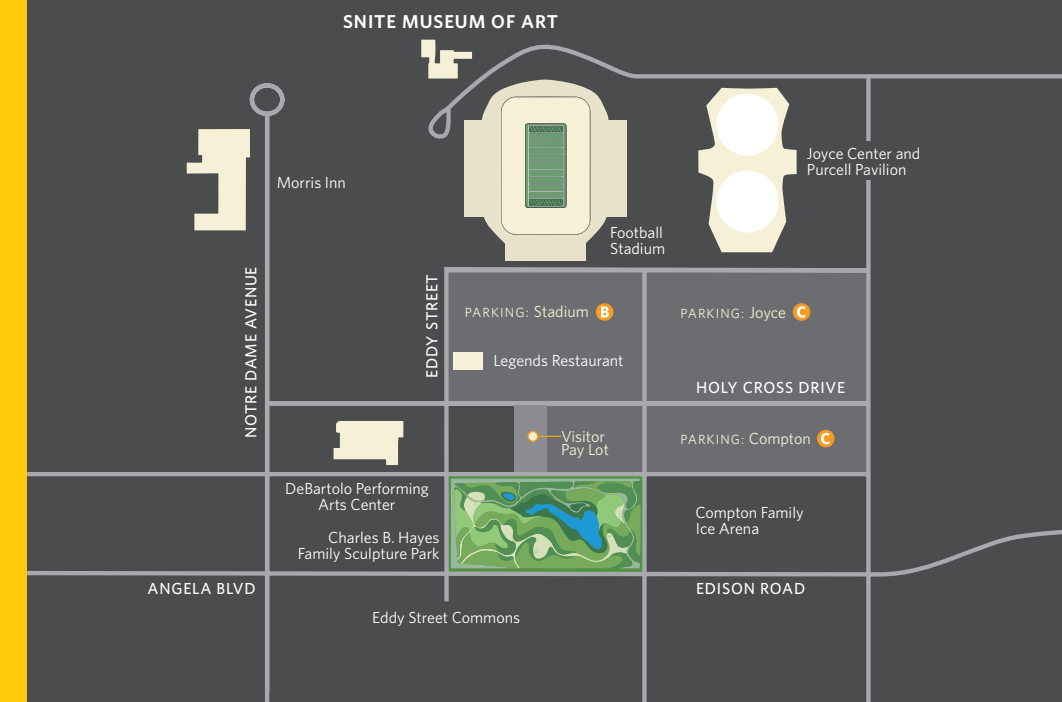 SNITE MUSEUM OF ART
Joyce Center and
Purcell Pavilion
Morris Inn
Football
Stadium
NOTRE DAME AVENUE
EDDY STREET
PARKING: Stadium B
PARKING: Joyce C
Legends Restaurant
HOLY CROSS DRIVE
Visitor
Pay Lot
PARKING: Compton C
DeBartolo Performing
Arts Center
Charles B. Hayes
Family Sculpture Park
Compton Family
Ice Arena
ANGELA BLVD
EDISON ROAD
Eddy Street Commons